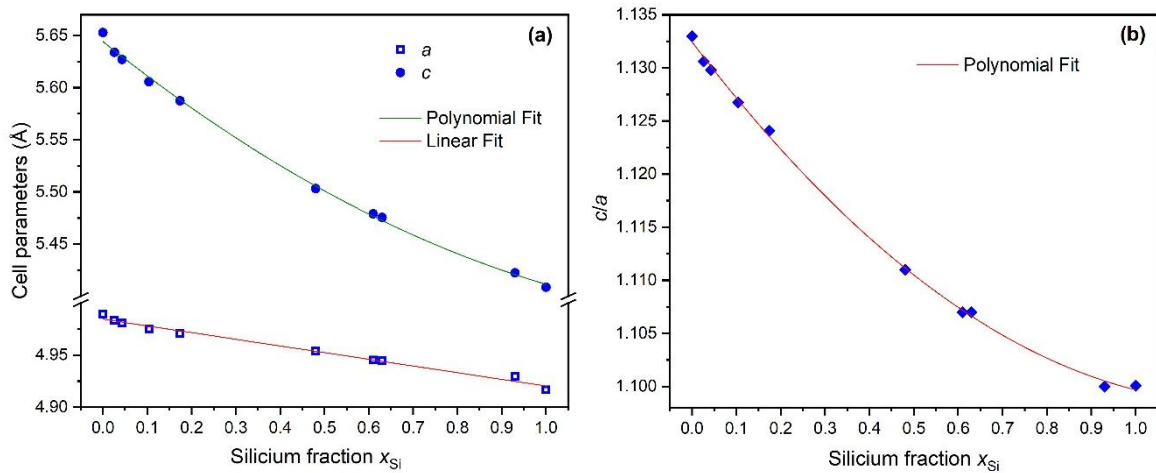 (a)
a
c
Polynomial Fit
Linear Fit
Cell parameters (Å)
5.65
5.60
5.55
5.50
5.45
4.95
4.90
0.0 0.1 0.2 0.3 0.4 0.5 0.6 0.7 0.8 0.9 1.0
Silicium fraction xSi
(b)
Polynomial Fit
c/a
1.135
1.130
1.125
1.120
1.115
1.110
1.105
1.100
0.0 0.1 0.2 0.3 0.4 0.5 0.6 0.7 0.8 0.9 1.0
Silicium fraction xSi